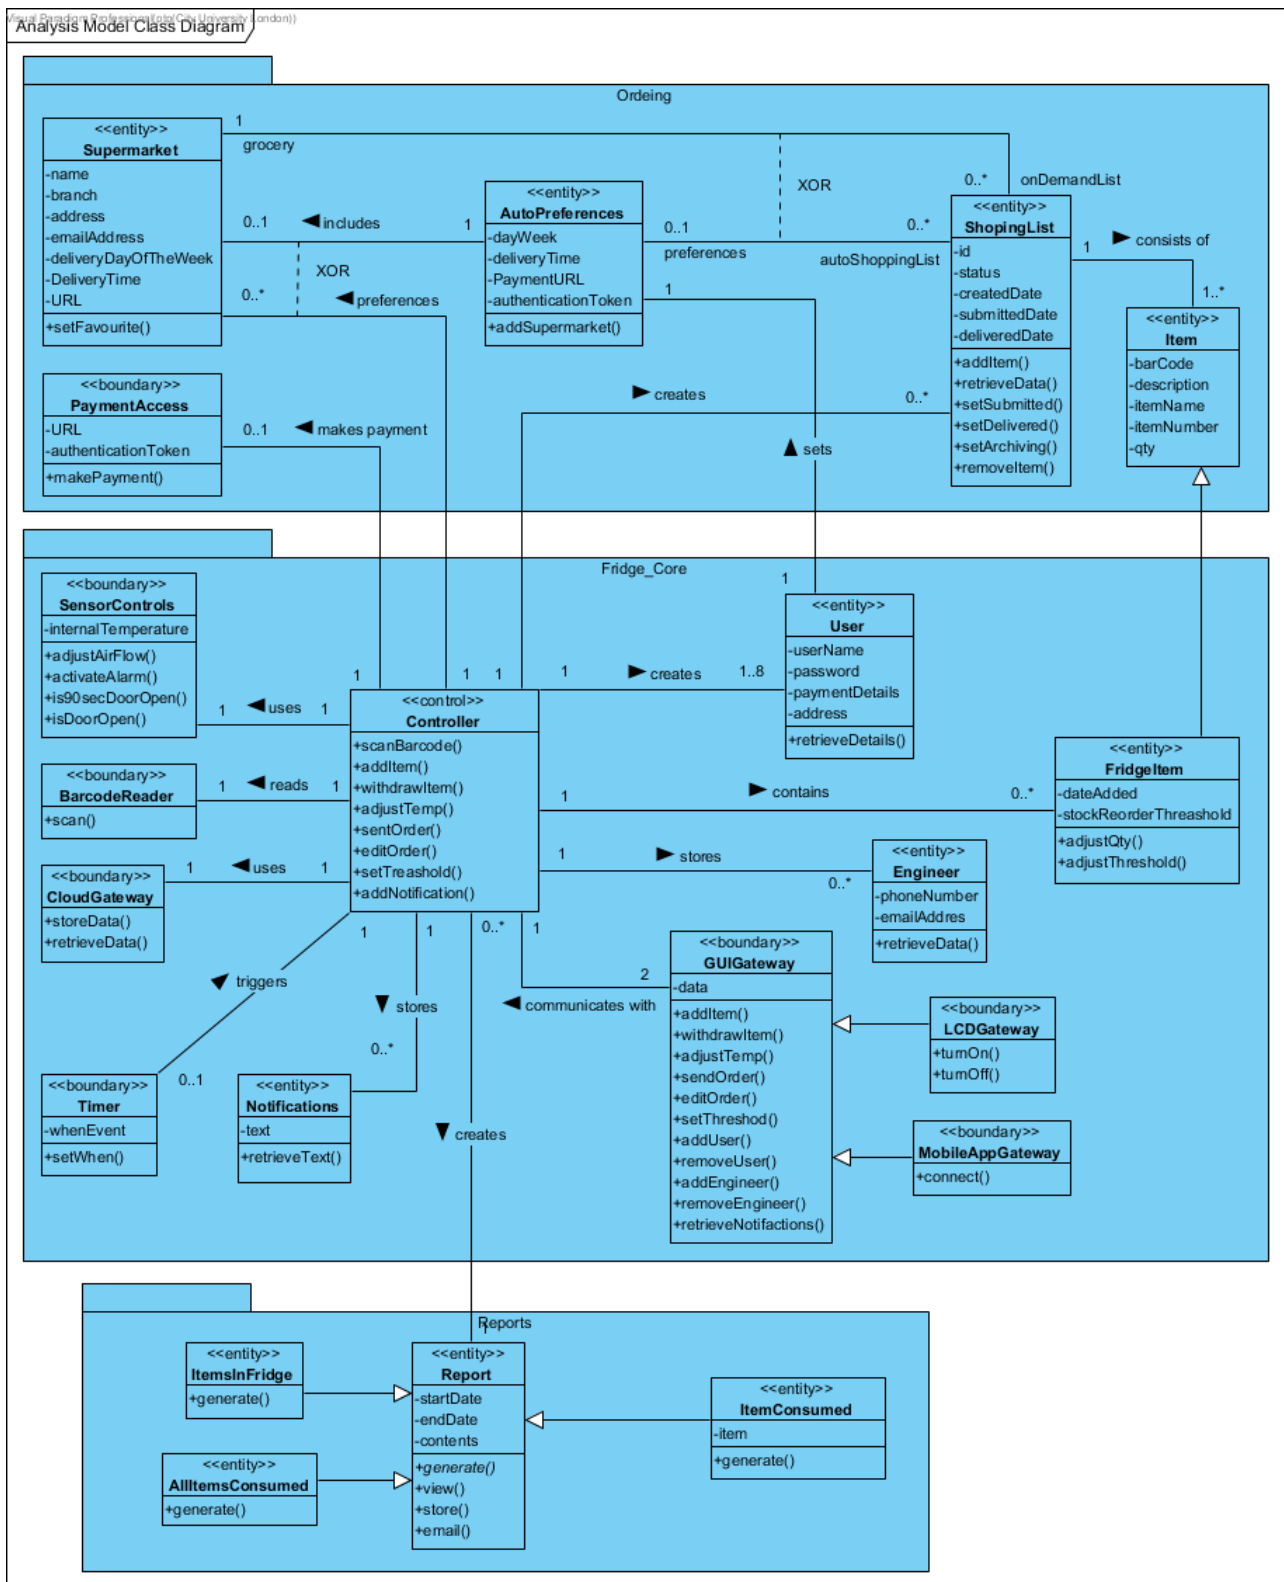 Visual Paradigm Professional(oto(City University London))
Analysis Model Class Diagram
Ordeing
<<entity>>
Supermarket
-name
-branch
-address
-emailAddress
-deliveryDayOfTheWeek
-DeliveryTime
-URL
+setFavourite()
1
grocery
XOR
0..*
onDemandList
0..1
includes
1
XOR
0..*
preferences
<<entity>>
AutoPreferences
-dayWeek
-deliveryTime
-PaymentURL
-authenticationToken
+addSupermarket()
0..1
preferences
0..*
autoShoppingList
1
<<entity>>
ShopingList
-id
-status
-createdDate
-submittedDate
-deliveredDate
+addItem()
+retrieveData()
+setSubmitted()
+setDelivered()
+setArchiving()
+removeItem()
1
consists of
1..*
<<entity>>
Item
-barCode
-description
-itemName
-itemNumber
-qty
<<boundary>>
PaymentAccess
-URL
-authenticationToken
+makePayment()
0..1
makes payment
creates
0..*
sets
Fridge_Core
<<boundary>>
SensorControls
-internalTemperature
+adjustAirFlow()
+activateAlarm()
+is90secDoorOpen()
+isDoorOpen()
1
uses
1
1
1
1
<<control>>
Controller
+scanBarcode()
+addItem()
+withdrawItem()
+adjustTemp()
+sentOrder()
+editOrder()
+setTreashold()
+addNotification()
1
creates
1..8
1
<<entity>>
User
-userName
-password
-paymentDetails
-address
+retrieveDetails()
<<boundary>>
BarcodeReader
+scan()
1
reads
1
1
contains
0..*
<<entity>>
FridgeItem
-dateAdded
-stockReorderThreashold
+adjustQty()
+adjustThreshold()
<<boundary>>
CloudGateway
+storeData()
+retrieveData()
1
uses
1
1
stores
0..*
<<entity>>
Engineer
-phoneNumber
-emailAddres
+retrieveData()
1
triggers
0..1
<<boundary>>
Timer
-whenEvent
+setWhen()
1
stores
0..*
<<entity>>
Notifications
-text
+retrieveText()
0..*
creates
1
2
communicates with
<<boundary>>
GUIGateway
-data
+addItem()
+withdrawItem()
+adjustTemp()
+sendOrder()
+editOrder()
+setThreshod()
+addUser()
+removeUser()
+addEngineer()
+removeEngineer()
+retrieveNotifactions()
<<boundary>>
LCDGateway
+turnOn()
+turnOff()
<<boundary>>
MobileAppGateway
+connect()
Reports
1
<<entity>>
ItemsInFridge
+generate()
<<entity>>
Report
-startDate
-endDate
-contents
+generate()
+view()
+store()
+email()
<<entity>>
ItemConsumed
-item
+generate()
<<entity>>
AllItemsConsumed
+generate()